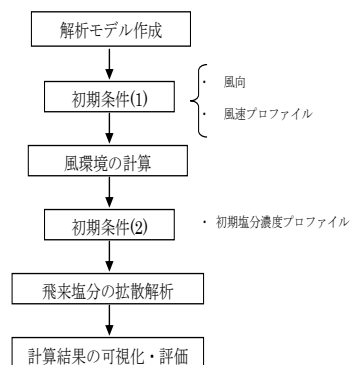 解析モデル作成
初期条件(1)
・ 風向
・ 風速プロファイル
風環境の計算
初期条件(2)
・ 初期塩分濃度プロファイル
飛来塩分の拡散解析
計算結果の可視化・評価